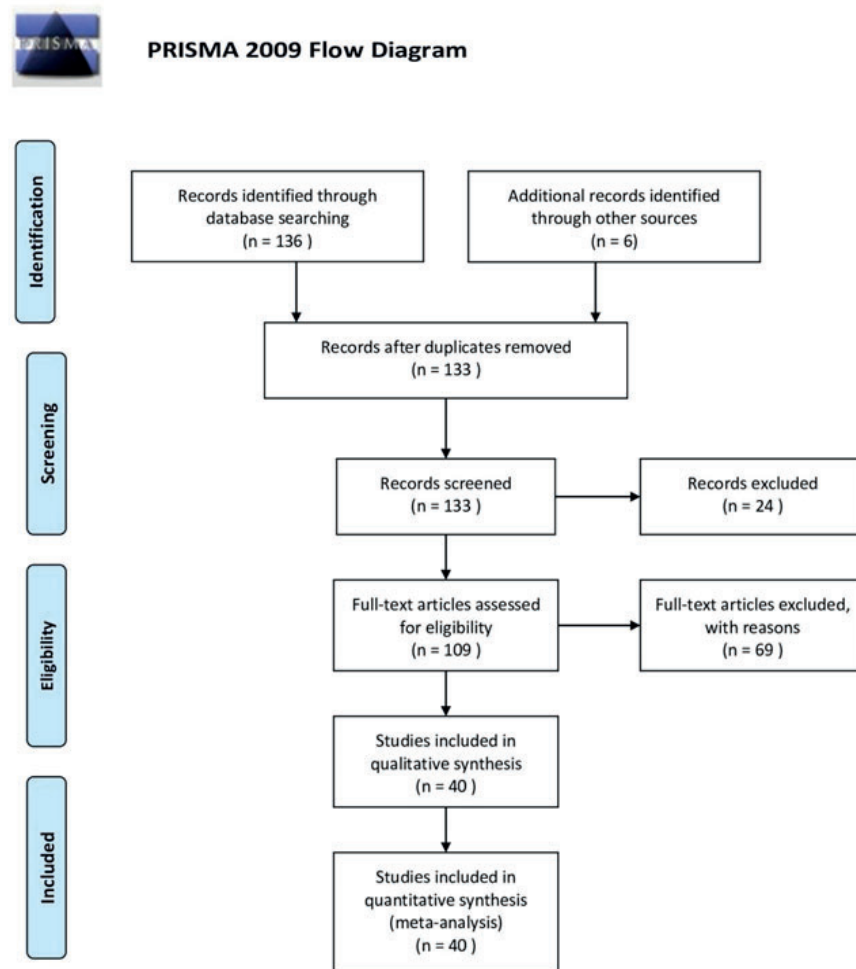 PRISMA
PRISMA 2009 Flow Diagram
Identification
Records identified through
database searching
(n = 136 )
Additional records identified
through other sources
(n = 6)
Records after duplicates removed
(n = 133 )
Screening
Records screened
(n = 133 )
Records excluded
(n = 24 )
Eligibility
Full-text articles assessed
for eligibility
(n = 109 )
Full-text articles excluded,
with reasons
(n = 69 )
Studies included in
qualitative synthesis
(n = 40 )
Included
Studies included in
quantitative synthesis
(meta-analysis)
(n = 40 )